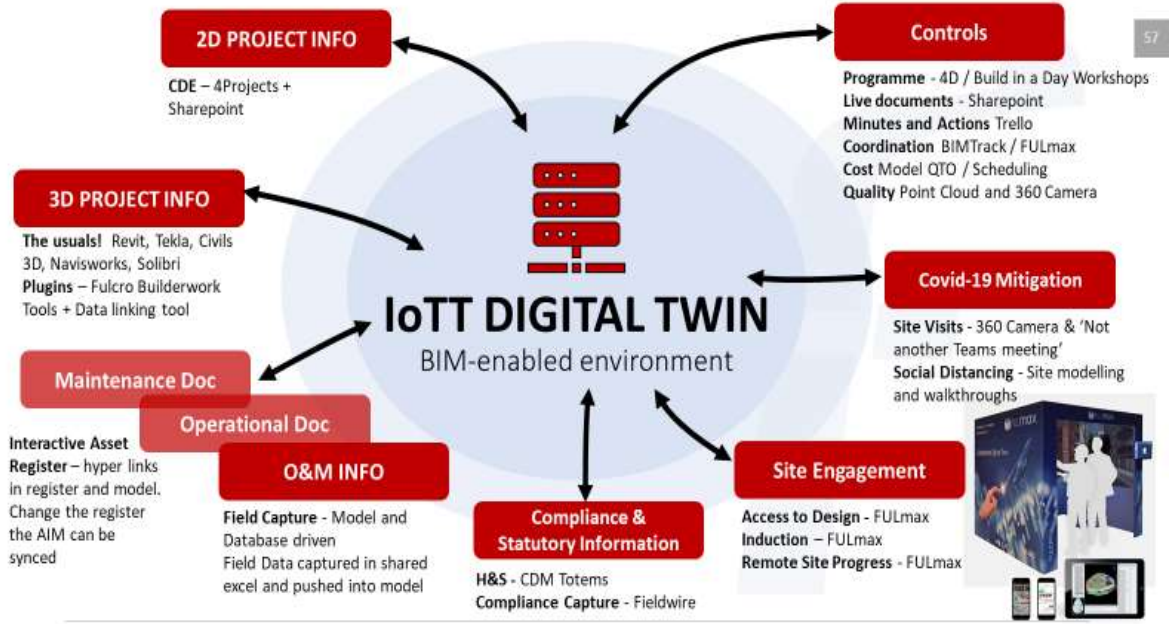 57
2D PROJECT INFO
CDE – 4Projects +
Sharepoint
Controls
Programme - 4D / Build in a Day Workshops
Live documents - Sharepoint
Minutes and Actions Trello
Coordination BIMTrack / FULmax
Cost Model QTO / Scheduling
Quality Point Cloud and 360 Camera
3D PROJECT INFO
The usuals! Revit, Tekla, Civils
3D, Navisworks, Solibri
Plugins – Fulcro Builderwork
Tools + Data linking tool
IoTT DIGITAL TWIN
BIM-enabled environment
Covid-19 Mitigation
Site Visits - 360 Camera & ‘Not
another Teams meeting’
Social Distancing - Site modelling
and walkthroughs
Maintenance Doc
Operational Doc
Interactive Asset
Register – hyper links
in register and model.
Change the register
the AIM can be
synced
O&M INFO
Field Capture - Model and
Database driven
Field Data captured in shared
excel and pushed into model
Compliance &
Statutory Information
H&S - CDM Totems
Compliance Capture - Fieldwire
Site Engagement
Access to Design - FULmax
Induction – FULmax
Remote Site Progress - FULmax